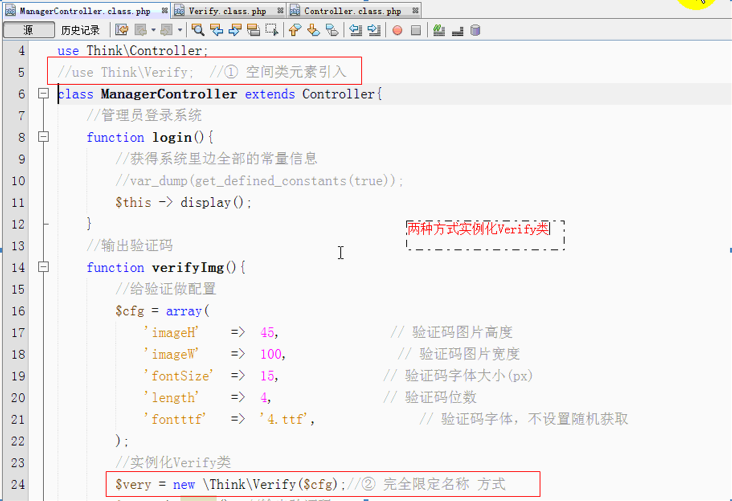 ManagerController.class.php Verify.class.php Controller.class.php
源 历史记录
4 use Think\Controller;
5 //use Think\Verify; //① 空间类元素引入
6 class ManagerController extends Controller{
7 //管理员登录系统
8 function login(){
9 //获得系统里边全部的常量信息
10 //var_dump(get_defined_constants(true));
11 $this -> display();
12 }
两种方式实例化Verify类
13 //输出验证码
14 function verifyImg(){
15 //给验证做配置
16 $cfg = array(
17 'imageH' => 45, // 验证码图片高度
18 'imageW' => 100, // 验证码图片宽度
19 'fontSize' => 15, // 验证码字体大小(px)
20 'length' => 4, // 验证码位数
21 'fontttf' => '4.ttf', // 验证码字体，不设置随机获取
22 );
23 //实例化Verify类
24 $very = new \Think\Verify($cfg);//② 完全限定名称 方式